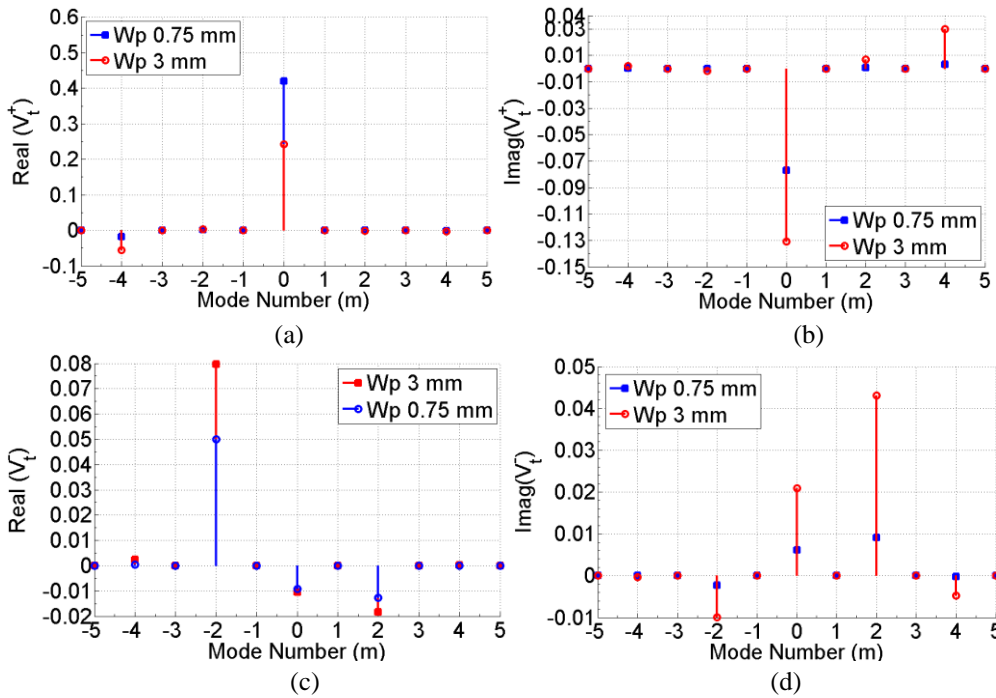 0.6
0.5
0.4
0.3
0.2
0.1
0
-0.1
Real (V_t^+)
Wp 0.75 mm
Wp 3 mm
-5 -4 -3 -2 -1 0 1 2 3 4 5
Mode Number (m)
(a)
0.04
0.03
0.01
-0.01
-0.03
-0.05
-0.07
-0.09
-0.11
-0.13
-0.15
Imag(V_t^+)
Wp 0.75 mm
Wp 3 mm
-5 -4 -3 -2 -1 0 1 2 3 4 5
Mode Number (m)
(b)
0.08
0.07
0.06
0.05
0.04
0.03
0.02
0.01
0
-0.01
-0.02
Real (V_t^-)
Wp 3 mm
Wp 0.75 mm
-5 -4 -3 -2 -1 0 1 2 3 4 5
Mode Number (m)
(c)
0.05
0.04
0.03
0.02
0.01
0
-0.01
Imag(V_t^-)
Wp 0.75 mm
Wp 3 mm
-5 -4 -3 -2 -1 0 1 2 3 4 5
Mode Number (m)
(d)